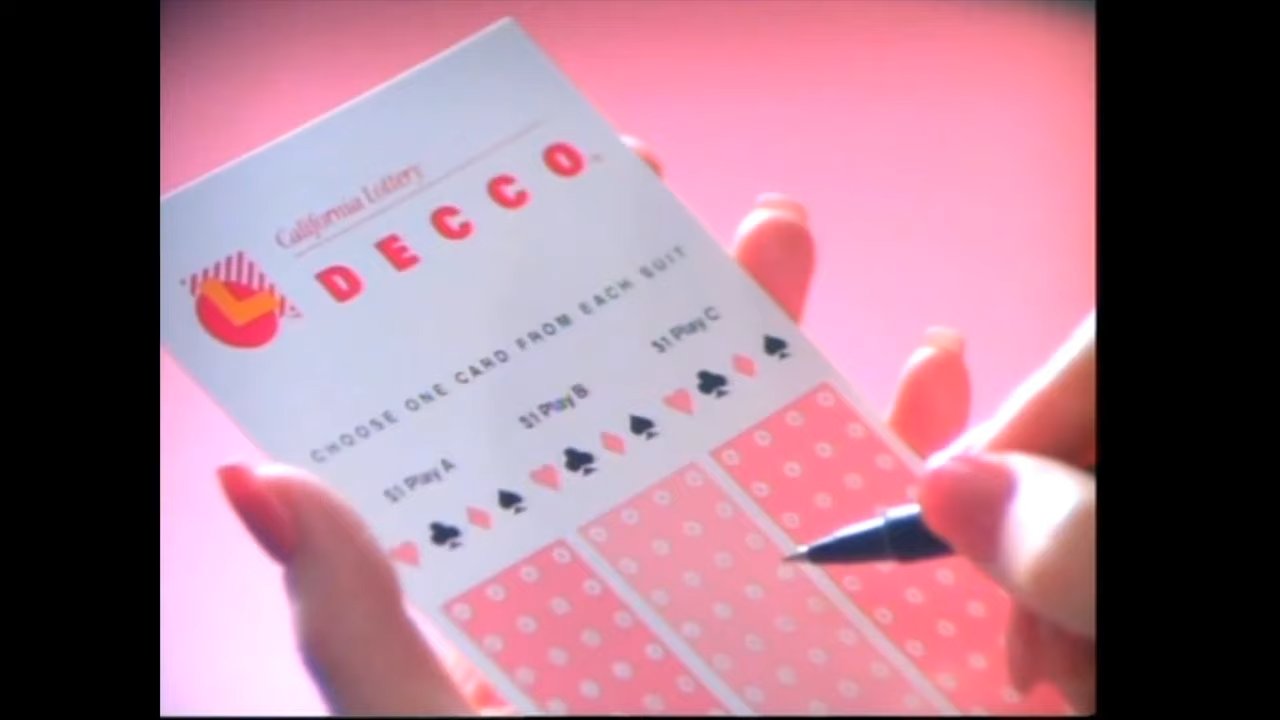 California Lottery
DECCO
CHOOSE ONE CARD FROM EACH SUIT
$1 Play A $1 Play B $1 Play C